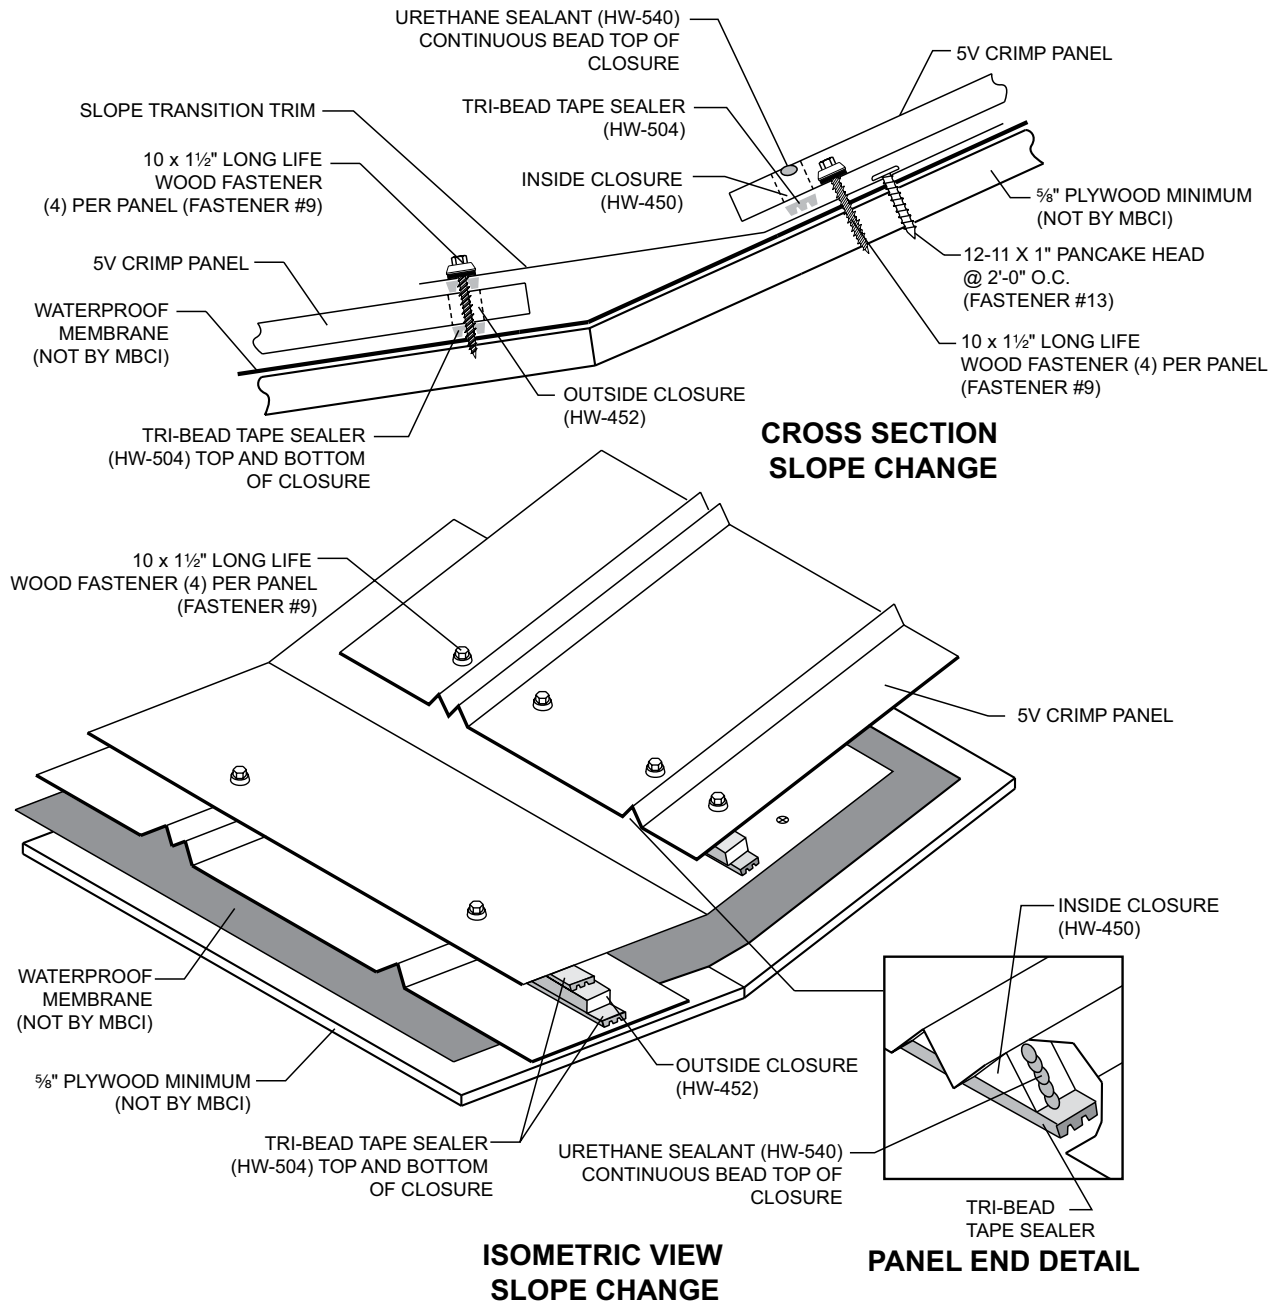 URETHANE SEALANT (HW-540)
CONTINUOUS BEAD TOP OF
CLOSURE
5V CRIMP PANEL
SLOPE TRANSITION TRIM
TRI-BEAD TAPE SEALER
(HW-504)
10 x 1½" LONG LIFE
WOOD FASTENER
(4) PER PANEL (FASTENER #9)
INSIDE CLOSURE
(HW-450)
⅝" PLYWOOD MINIMUM
(NOT BY MBCI)
5V CRIMP PANEL
12-11 X 1" PANCAKE HEAD
@ 2'-0" O.C.
(FASTENER #13)
WATERPROOF
MEMBRANE
(NOT BY MBCI)
10 x 1½" LONG LIFE
WOOD FASTENER (4) PER PANEL
(FASTENER #9)
OUTSIDE CLOSURE
(HW-452)
TRI-BEAD TAPE SEALER
(HW-504) TOP AND BOTTOM
OF CLOSURE
CROSS SECTION
SLOPE CHANGE
10 x 1½" LONG LIFE
WOOD FASTENER (4) PER PANEL
(FASTENER #9)
5V CRIMP PANEL
INSIDE CLOSURE
(HW-450)
WATERPROOF
MEMBRANE
(NOT BY MBCI)
⅝" PLYWOOD MINIMUM
(NOT BY MBCI)
OUTSIDE CLOSURE
(HW-452)
TRI-BEAD TAPE SEALER
(HW-504) TOP AND BOTTOM
OF CLOSURE
URETHANE SEALANT (HW-540)
CONTINUOUS BEAD TOP OF
CLOSURE
TRI-BEAD
TAPE SEALER
ISOMETRIC VIEW
SLOPE CHANGE
PANEL END DETAIL